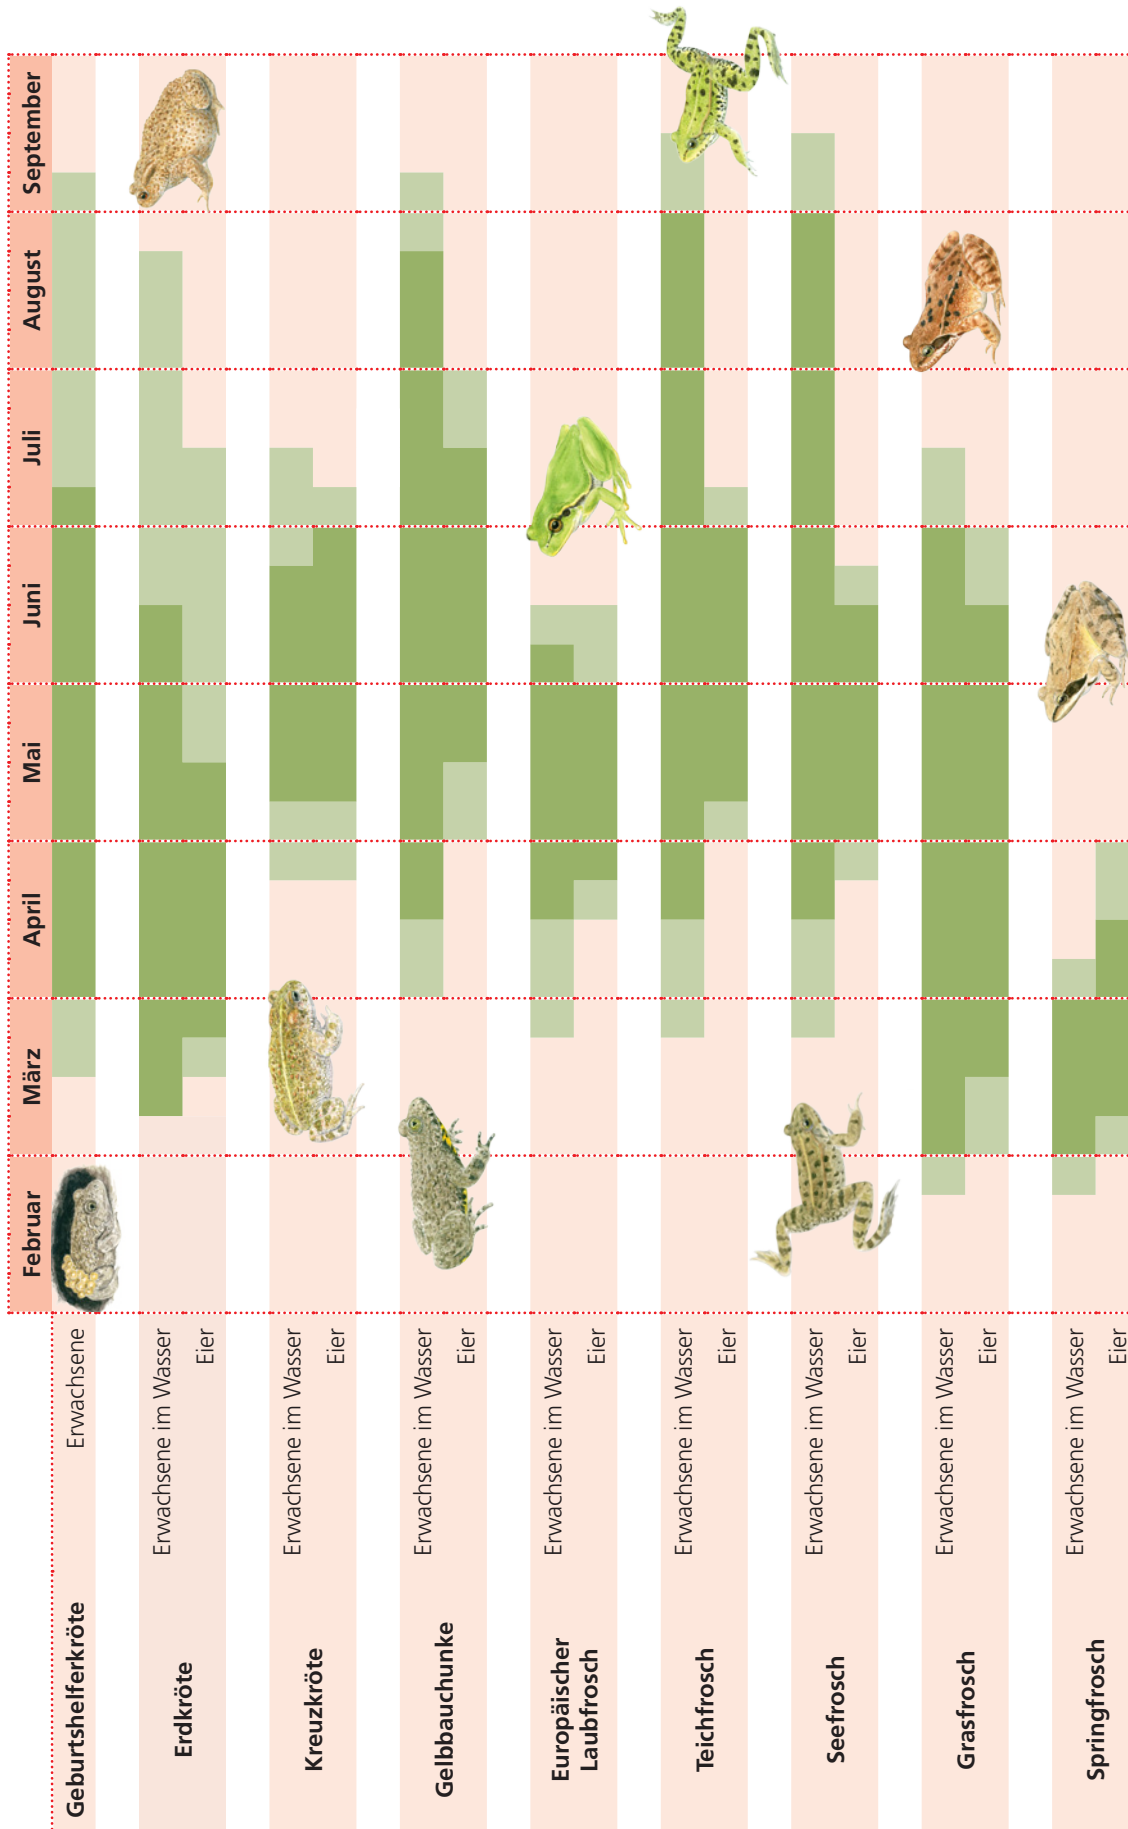 Februar
März
April
Mai
Juni
Juli
August
September
Geburtshelferkröte
Erwachsene
Erdkröte
Erwachsene im Wasser
Eier
Kreuzkröte
Erwachsene im Wasser
Eier
Gelbbauchunke
Erwachsene im Wasser
Eier
Europäischer
Laubfrosch
Erwachsene im Wasser
Eier
Teichfrosch
Erwachsene im Wasser
Eier
Seefrosch
Erwachsene im Wasser
Eier
Grasfrosch
Erwachsene im Wasser
Eier
Springfrosch
Erwachsene im Wasser
Eier